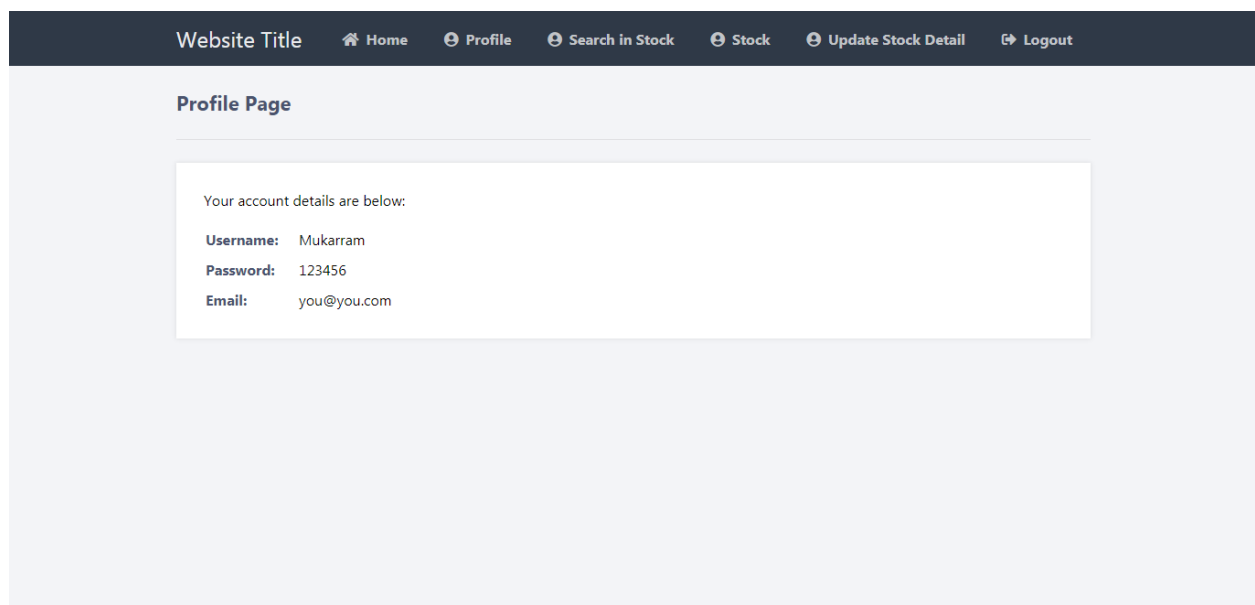 Website Title Home Profile Search in Stock Stock Update Stock Detail Logout
Profile Page
Your account details are below:
Username: Mukarram
Password: 123456
Email: you@you.com